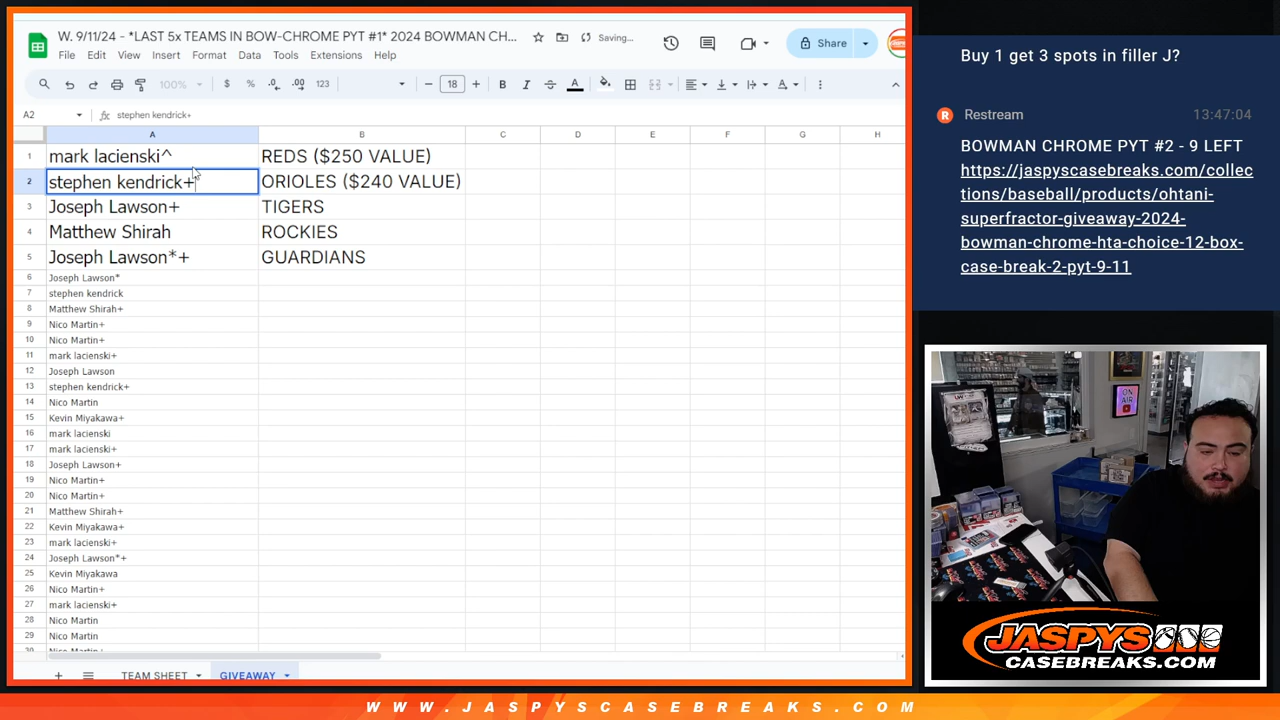 W. 9/11/24 - *LAST 5x TEAMS IN BOW-CHROME PYT #1* 2024 BOWMAN CH...
Saving...
Share
File Edit View Insert Format Data Tools Extensions Help
100%
$ % .0 .00 123
18
A2
fx stephen kendrick+
A B C D E F G H
1 mark lacienski^ REDS ($250 VALUE)
2 stephen kendrick+ ORIOLES ($240 VALUE)
3 Joseph Lawson+ TIGERS
4 Matthew Shirah ROCKIES
5 Joseph Lawson*+ GUARDIANS
6 Joseph Lawson*
7 stephen kendrick
8 Matthew Shirah+
9 Nico Martin+
10 Nico Martin+
11 mark lacienski+
12 Joseph Lawson
13 stephen kendrick+
14 Nico Martin
15 Kevin Miyakawa+
16 mark lacienski
17 mark lacienski+
18 Joseph Lawson+
19 Nico Martin+
20 Nico Martin+
21 Matthew Shirah+
22 Kevin Miyakawa+
23 mark lacienski+
24 Joseph Lawson*+
25 Kevin Miyakawa
26 Nico Martin+
27 mark lacienski+
28 Nico Martin
29 Nico Martin
TEAM SHEET
GIVEAWAY
Buy 1 get 3 spots in filler J?
Restream 13:47:04
BOWMAN CHROME PYT #2 - 9 LEFT
https://jaspyscasebreaks.com/collec
tions/baseball/products/ohtani-
superfractor-giveaway-2024-
bowman-chrome-hta-choice-12-box-
case-break-2-pyt-9-11
ON AIR
JASPYS
CASEBREAKS.COM
WWW.JASPYSCASEBREAKS.COM